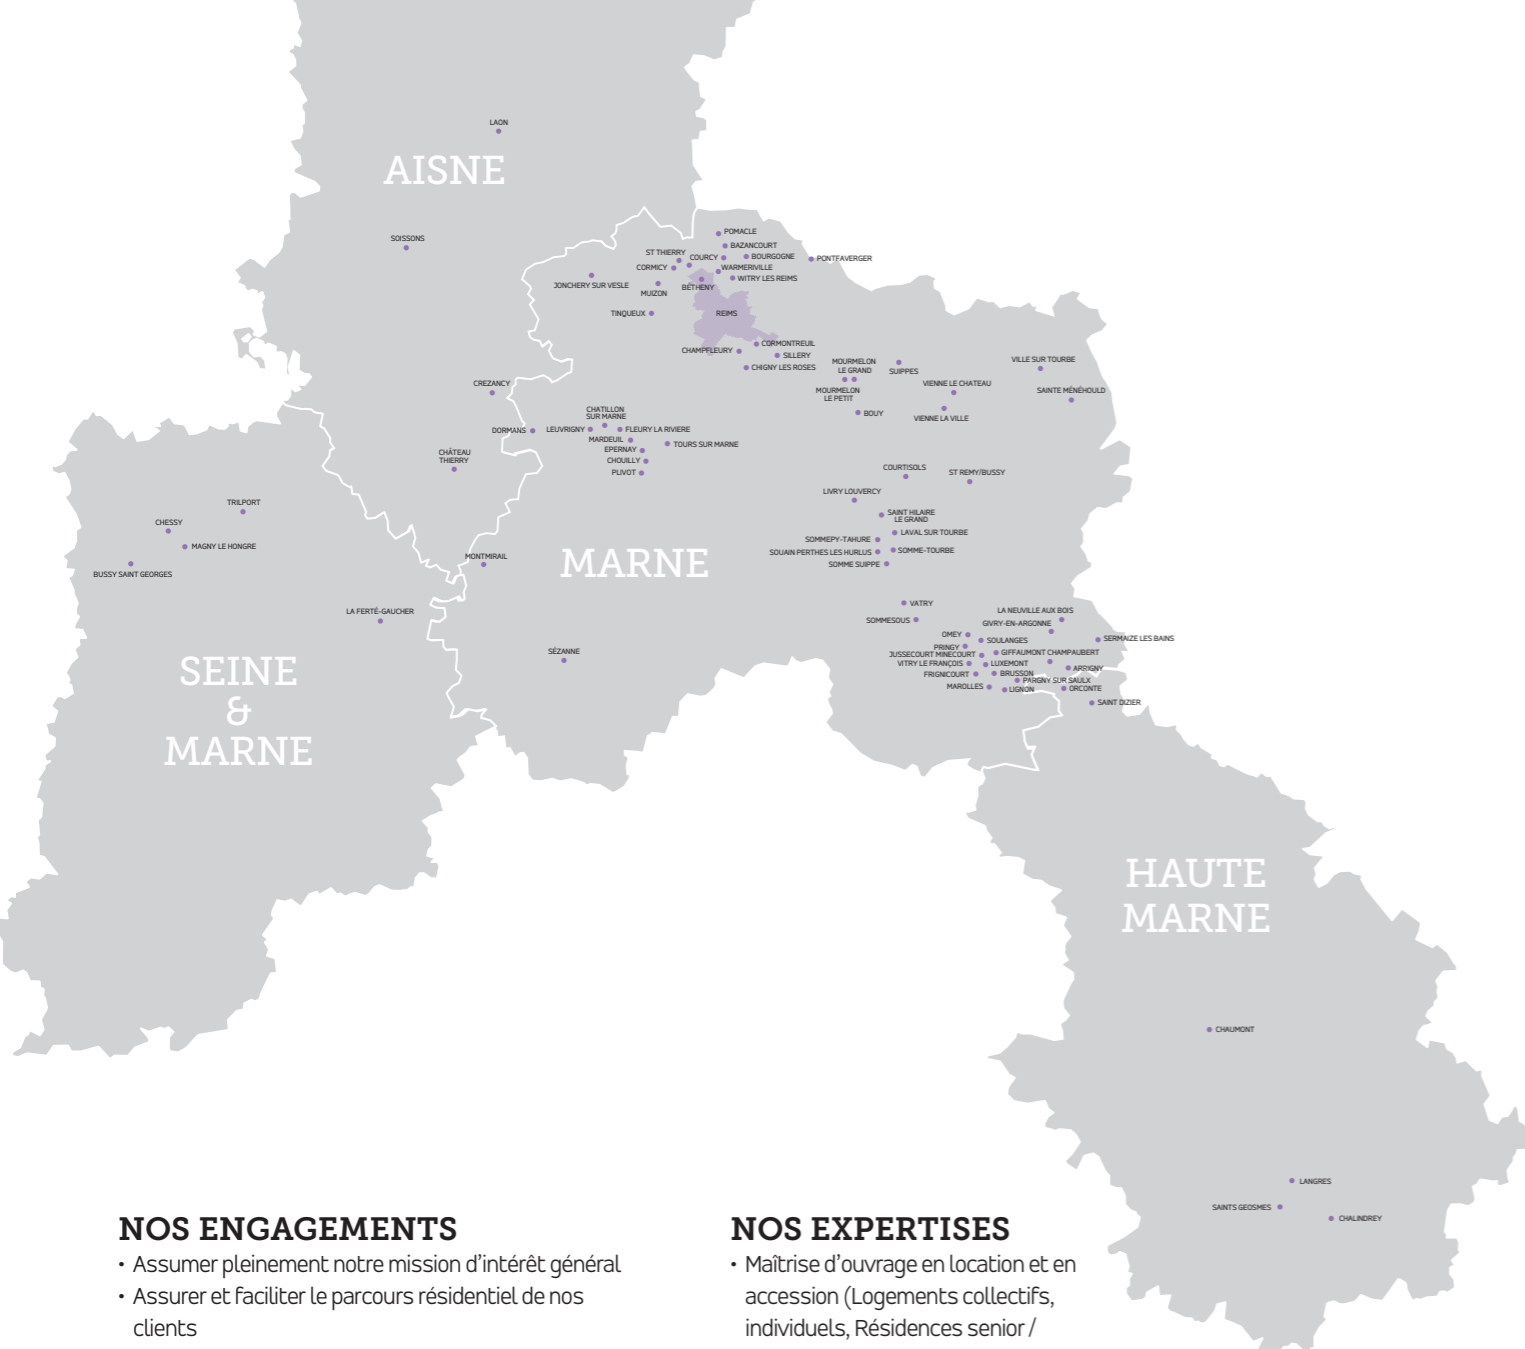 LAON
AISNE
SOISSONS
POMACLE
BAZANCOURT
ST THIERRY
COURCY
BOURGOGNE
PONTFAVERGER
CORMICY
WARMERIVILLE
WITRY LES REIMS
JONCHERY SUR VESLE
BÉTHENY
MUIZON
TINQUEUX
REIMS
CORMONTREUIL
CHAMPFLEURY
SILLERY
CHIGNY LES ROSES
MOURMELON
LE GRAND
SUIPPES
VILLE SUR TOURBE
CREZANCY
MOURMELON
LE PETIT
VIENNE LE CHATEAU
SAINTE MÉNÉHOULD
BOUY
VIENNE LA VILLE
CHATILLON
SUR MARNE
DORMANS
LEUVRIGNY
FLEURY LA RIVIERE
MARDEUIL
TOURS SUR MARNE
EPERNAY
CHOUILLY
PLIVOT
CHÂTEAU
THIERRY
COURTISOLS
ST REMY/BUSSY
LIVRY LOUVERCY
TRILPORT
SAINT HILAIRE
LE GRAND
CHESSY
LAVAL SUR TOURBE
MAGNY LE HONGRE
SOMMEPY-TAHURE
SOUAIN PERTHES LES HURLUS
SOMME-TOURBE
MONTMIRAIL
MARNE
SOMME SUIPPE
BUSSY SAINT GEORGES
VATRY
LA FERTÉ-GAUCHER
LA NEUVILLE AUX BOIS
SOMMESOUS
GIVRY-EN-ARGONNE
OMEY
SOULANGES
SERMAIZE LES BAINS
PRINGY
SÉZANNE
JUSSECOURT MINECOURT
GIFFAUMONT CHAMPAUBERT
VITRY LE FRANÇOIS
LUXEMONT
ARRIGNY
FRIGNICOURT
BRUSSON
PARGNY SUR SAULX
MAROLLES
LIGNON
ORCONTE
SAINT DIZIER
SEINE
&
MARNE
HAUTE
MARNE
CHAUMONT
LANGRES
SAINTS GEOSMES
CHALINDREY
NOS ENGAGEMENTS
• Assumer pleinement notre mission d'intérêt général
• Assurer et faciliter le parcours résidentiel de nos
clients
NOS EXPERTISES
• Maîtrise d'ouvrage en location et en
accession (Logements collectifs,
individuels, Résidences senior /